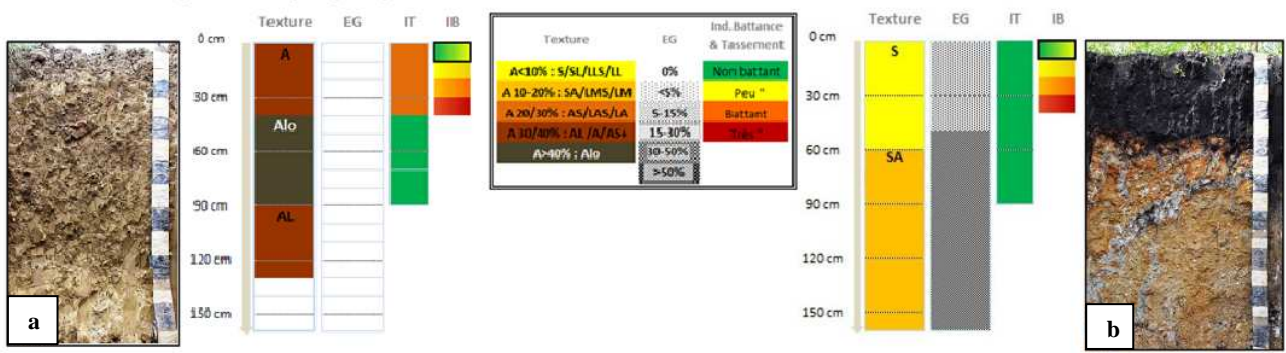 Texture EG IT IB
0 cm
A
30 cm
Alo
60 cm
90 cm
AL
120 cm
150 cm
a
Ind. Battance
Texture EG & Tassement
A<10% : S/SL/LLS/LL 0% Non battant
A 10-20% : SA/LMS/LM <5% Peu "
A 20/30% : AS/LAS/LA 5-15% Battant
A 30/40% : AL /A/AS+ 15-30% Très "
A>40% : Alo 30-50%
>50%
Texture EG IT IB
0 cm
S
30 cm
60 cm
SA
90 cm
120 cm
150 cm
b